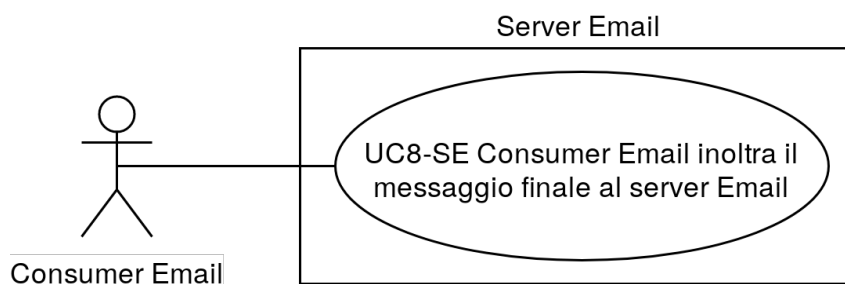 Server Email
UC8-SE Consumer Email inoltra il
messaggio finale al server Email
Consumer Email